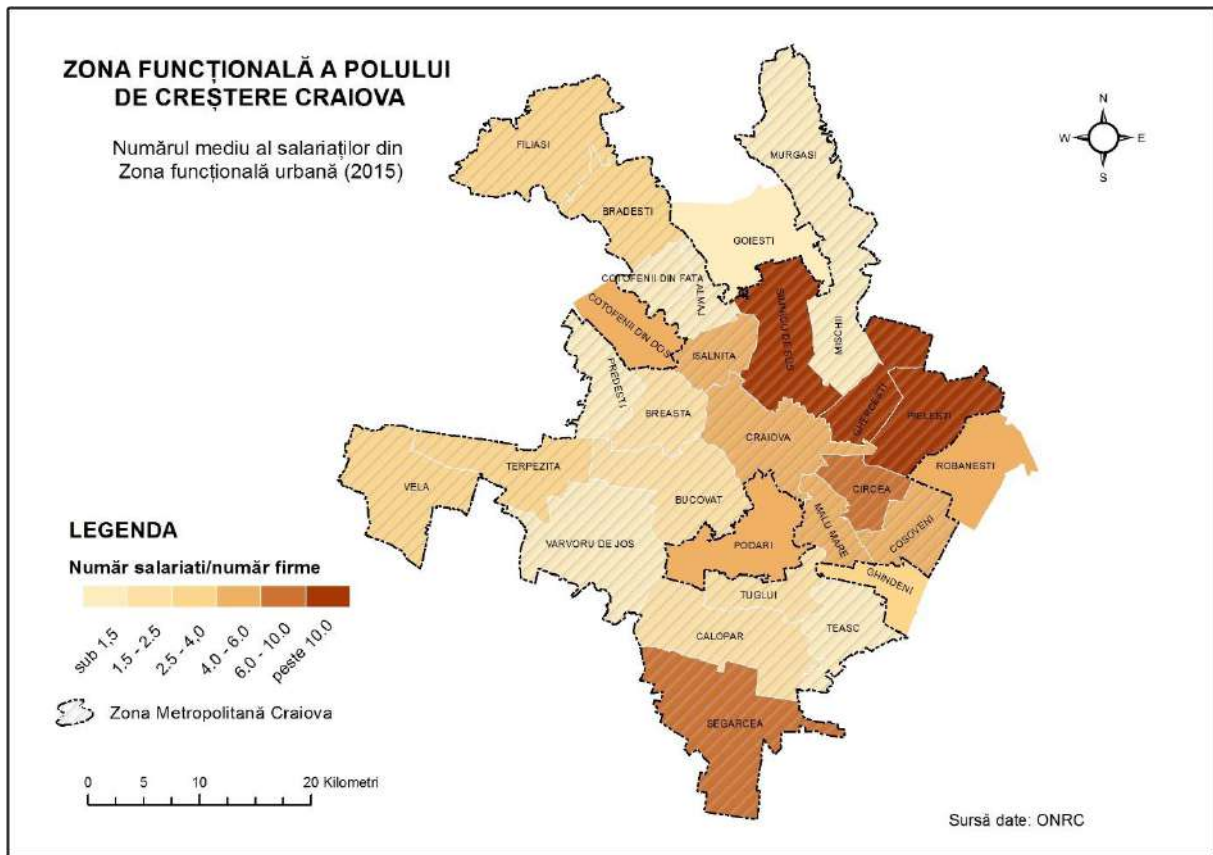 ZONA FUNCȚIONALĂ A POLULUI
DE CREȘTERE CRAIOVA
Numărul mediu al salariaților din
Zona funcțională urbană (2015)
N
W
E
S
FILIASI
MURGASI
BRADESTI
GOIESTI
COTOFENII DIN FATA
ALMAJ
COTOFENII DIN DOS
SIMNICU DE SUS
ISALNITA
MISCHII
PREDESTI
GHERCESTI
PIELESTI
BREASTA
CRAIOVA
ROBANESTI
TERPEZITA
VELA
CIRCEA
BUCOVAT
MALU MARE
COSOVENI
VARVORU DE JOS
PODARI
GHINDENI
TUGLUI
TEASC
CALOPAR
SEGARCEA
LEGENDA
Număr salariati/număr firme
sub 1,5
1.5 - 2.5
2.5 - 4,0
4.0 - 6.0
6.0 - 10.0
peste 10.0
Zona Metropolitană Craiova
0 5 10 20 Kilometri
Sursă date: ONRC